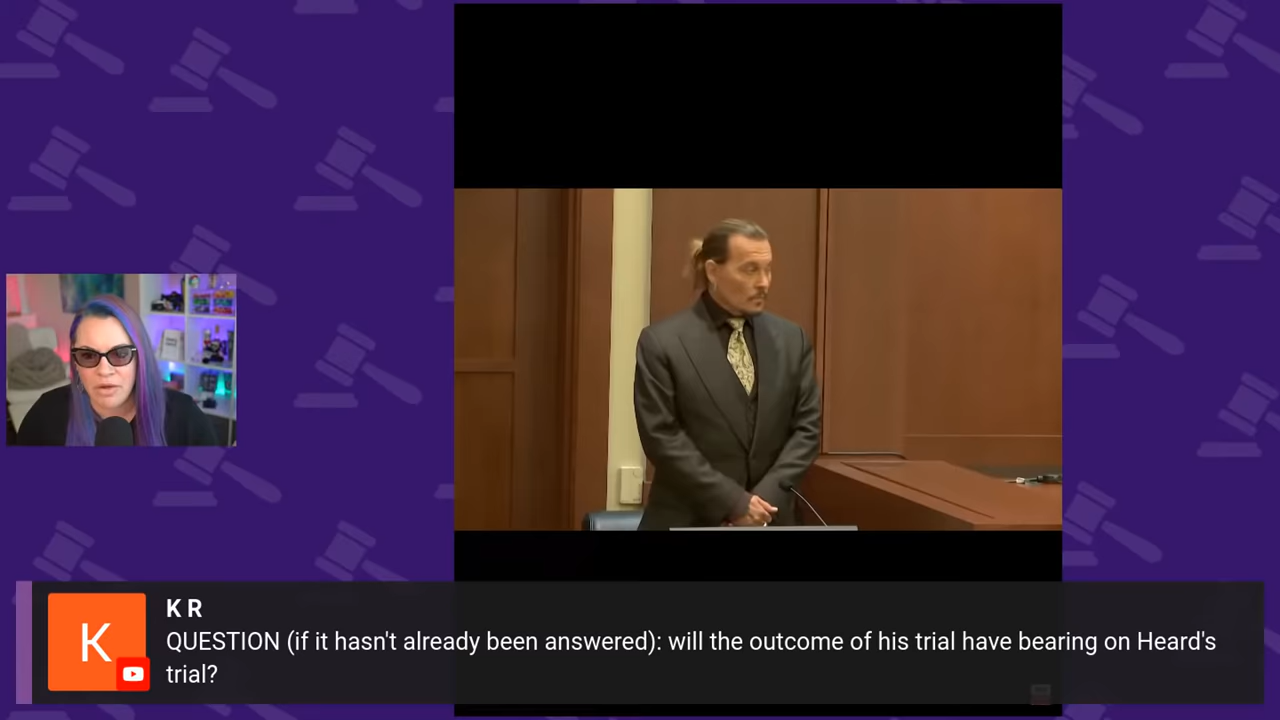 K R
QUESTION (if it hasn't already been answered): will the outcome of his trial have bearing on Heard's
trial?
K